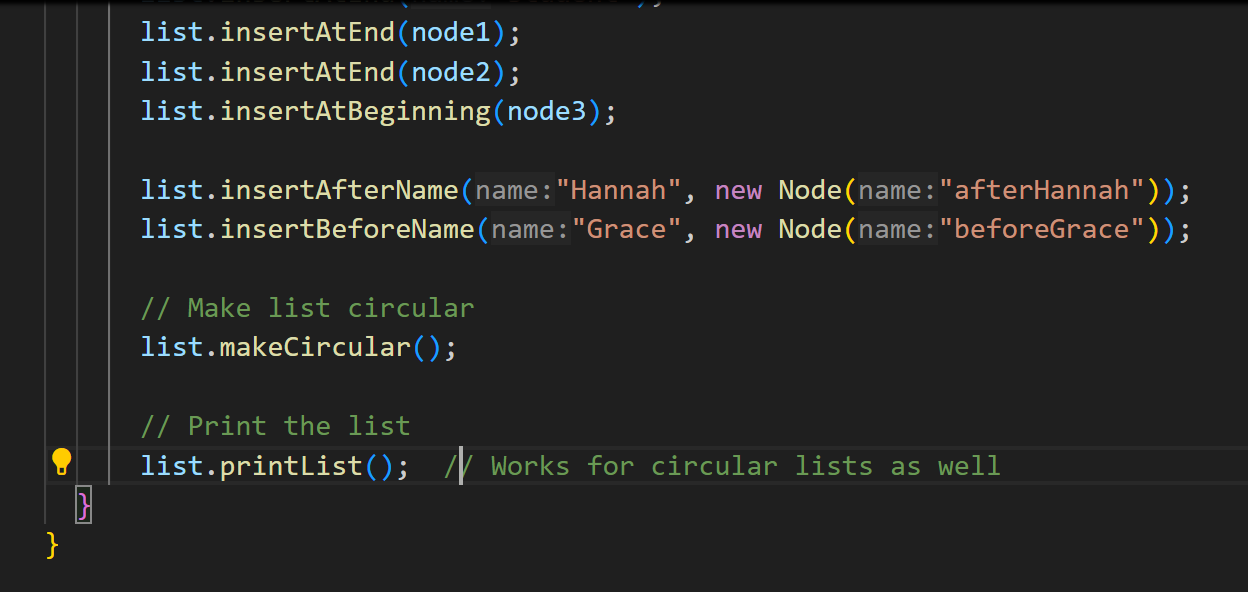 list.insertAtEnd(node1);
list.insertAtEnd(node2);
list.insertAtBeginning(node3);
list.insertAfterName(name:"Hannah", new Node(name:"afterHannah"));
list.insertBeforeName(name:"Grace", new Node(name:"beforeGrace"));
// Make list circular
list.makeCircular();
// Print the list
list.printList();  // Works for circular lists as well
}
}